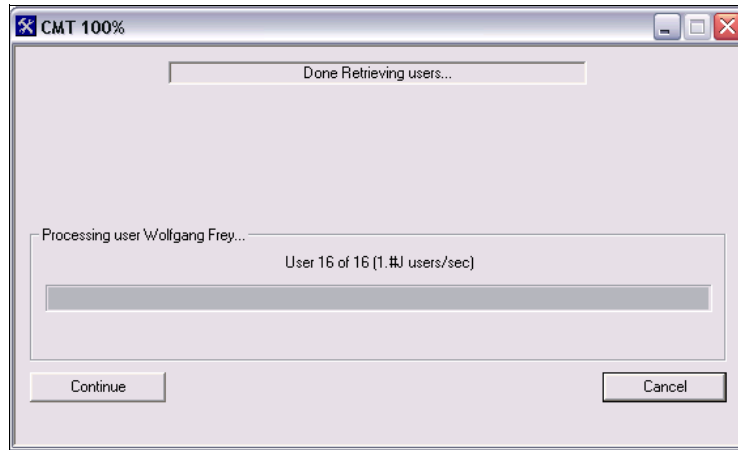 CMT 100%
Done Retrieving users...
Processing user Wolfgang Frey...
User 16 of 16 (1.#J users/sec)
Continue
Cancel